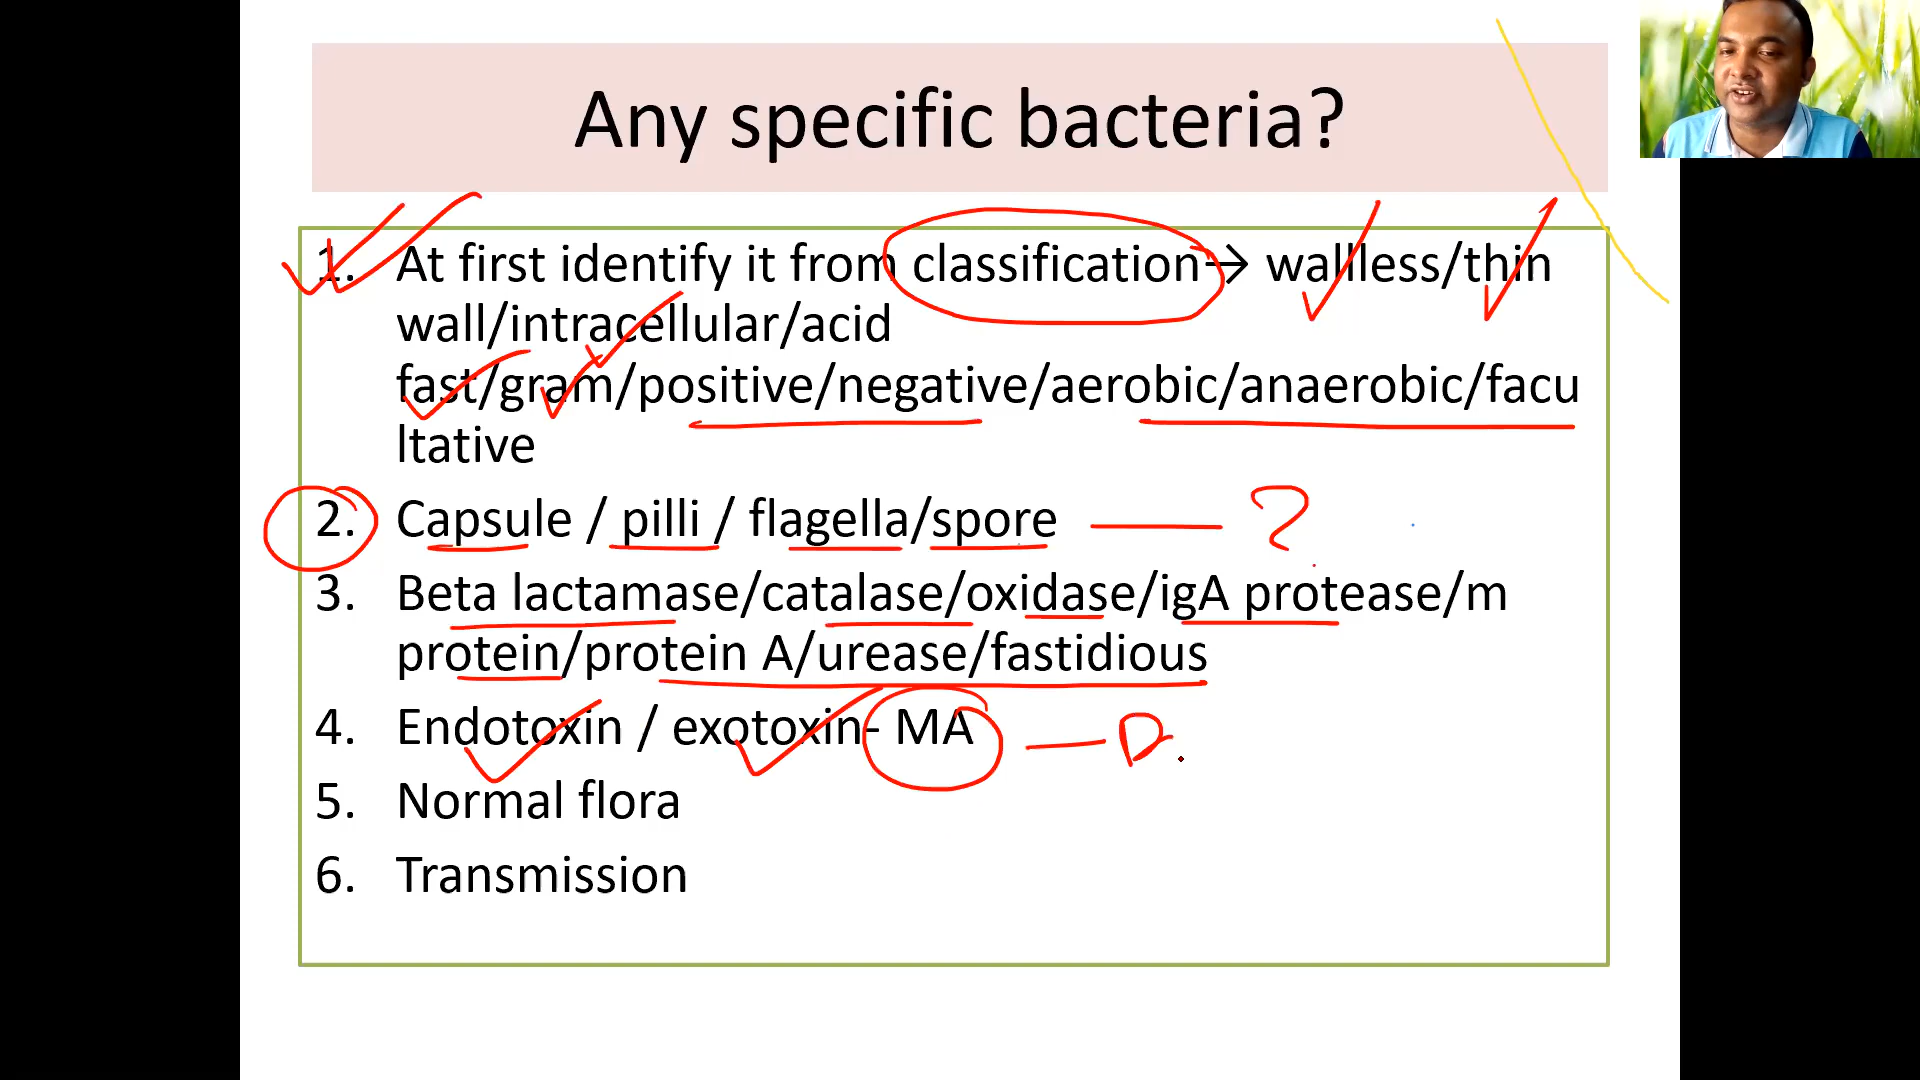 Any specific bacteria?
1. At first identify it from classification→ wallless/thin
wall/intracellular/acid
fast/gram/positive/negative/aerobic/anaerobic/facu
ltative
2. Capsule / pilli / flagella/spore — ?
3. Beta lactamase/catalase/oxidase/igA protease/m
protein/protein A/urease/fastidious
4. Endotoxin / exotoxin- MA — D
5. Normal flora
6. Transmission